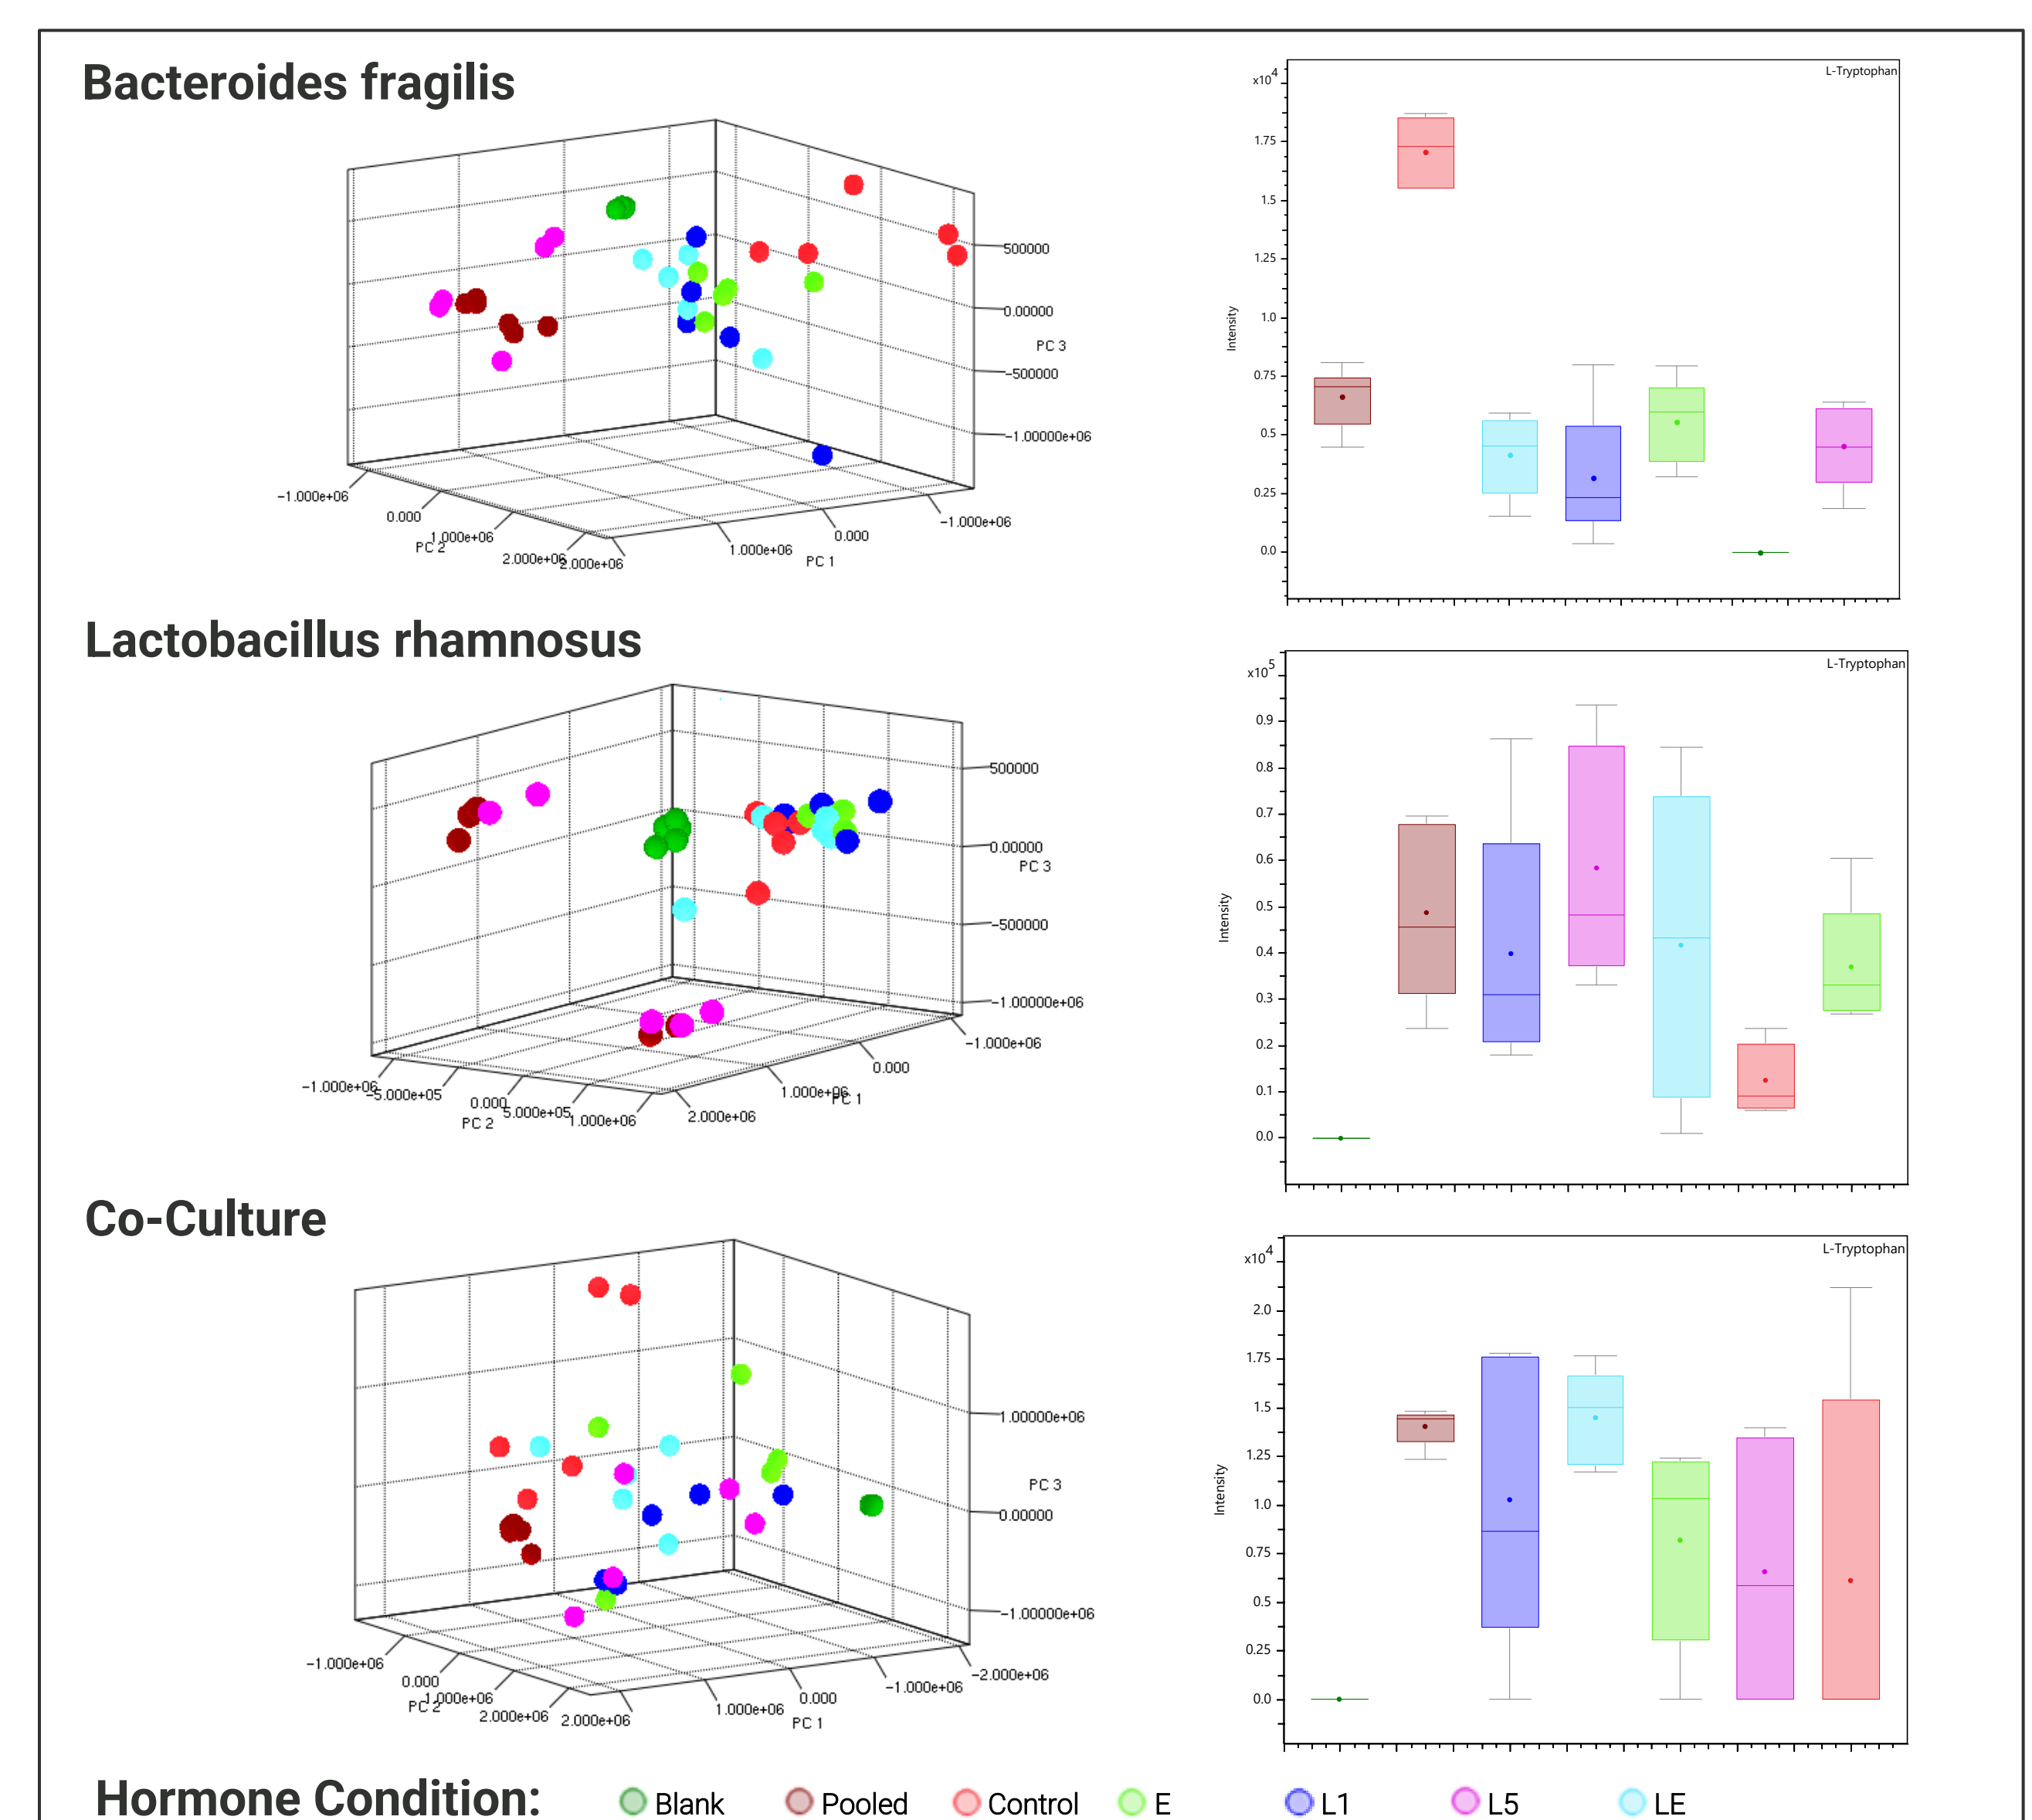 Bacteroides fragilis
L-Tryptophan
x10^4
1.75
1.5
1.25
1.0
0.75
0.5
0.25
0.0
Intensity
500000
0.00000
PC 3
-500000
-1.00000e+06
-1.000e+06
0.000
1.000e+06
PC 2
2.000e+06
2.000e+06
1.000e+06
PC 1
0.000
-1.000e+06
Lactobacillus rhamnosus
L-Tryptophan
x10^5
0.9
0.8
0.7
0.6
0.5
0.4
0.3
0.2
0.1
0.0
Intensity
500000
0.00000
PC 3
-500000
-1.00000e+06
-1.000e+06
-5.000e+05
0.000
5.000e+05
1.000e+06
PC 2
2.000e+06
1.000e+06
PC 1
0.000
-1.000e+06
Co-Culture
L-Tryptophan
x10^4
2.0
1.75
1.5
1.25
1.0
0.75
0.5
0.25
0.0
Intensity
1.00000e+06
PC 3
0.00000
-1.00000e+06
-1.000e+06
0.000
1.000e+06
PC 2
2.000e+06
2.000e+06
1.000e+06
PC 1
0.000
-1.000e+06
-2.000e+06
Hormone Condition: Blank Pooled Control E L1 L5 LE